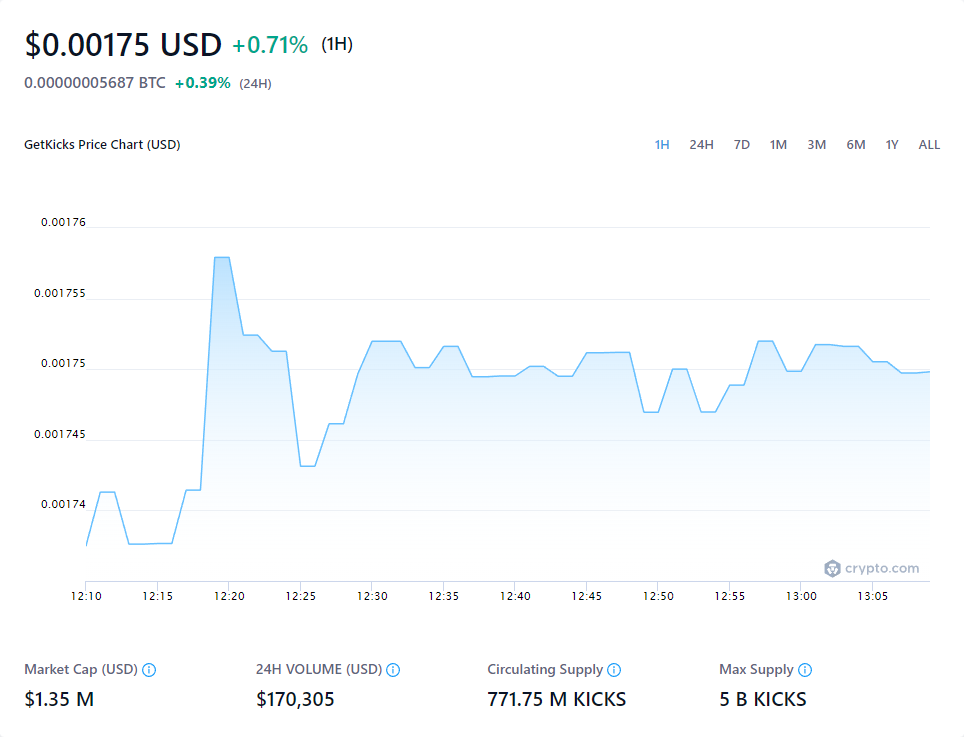 $0.00175 USD +0.71% (1H)
0.00000005687 BTC +0.39% (24H)
GetKicks Price Chart (USD) 1H 24H 7D 1M 3M 6M 1Y ALL
0.00176
0.001755
0.00175
0.001745
0.00174
crypto.com
12:10 12:15 12:20 12:25 12:30 12:35 12:40 12:45 12:50 12:55 13:00 13:05
Market Cap (USD) 24H VOLUME (USD) Circulating Supply Max Supply
$1.35 M $170,305 771.75 M KICKS 5 B KICKS